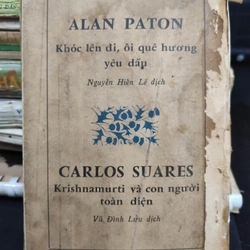 ALAN PATON
Khóc lên đi, ôi quê hương
yêu dấp
Nguyễn Hiến Lê dịch
CARLOS SUARES
Krishnamurti và con người
toàn diện
Vũ Đình Lưu dịch